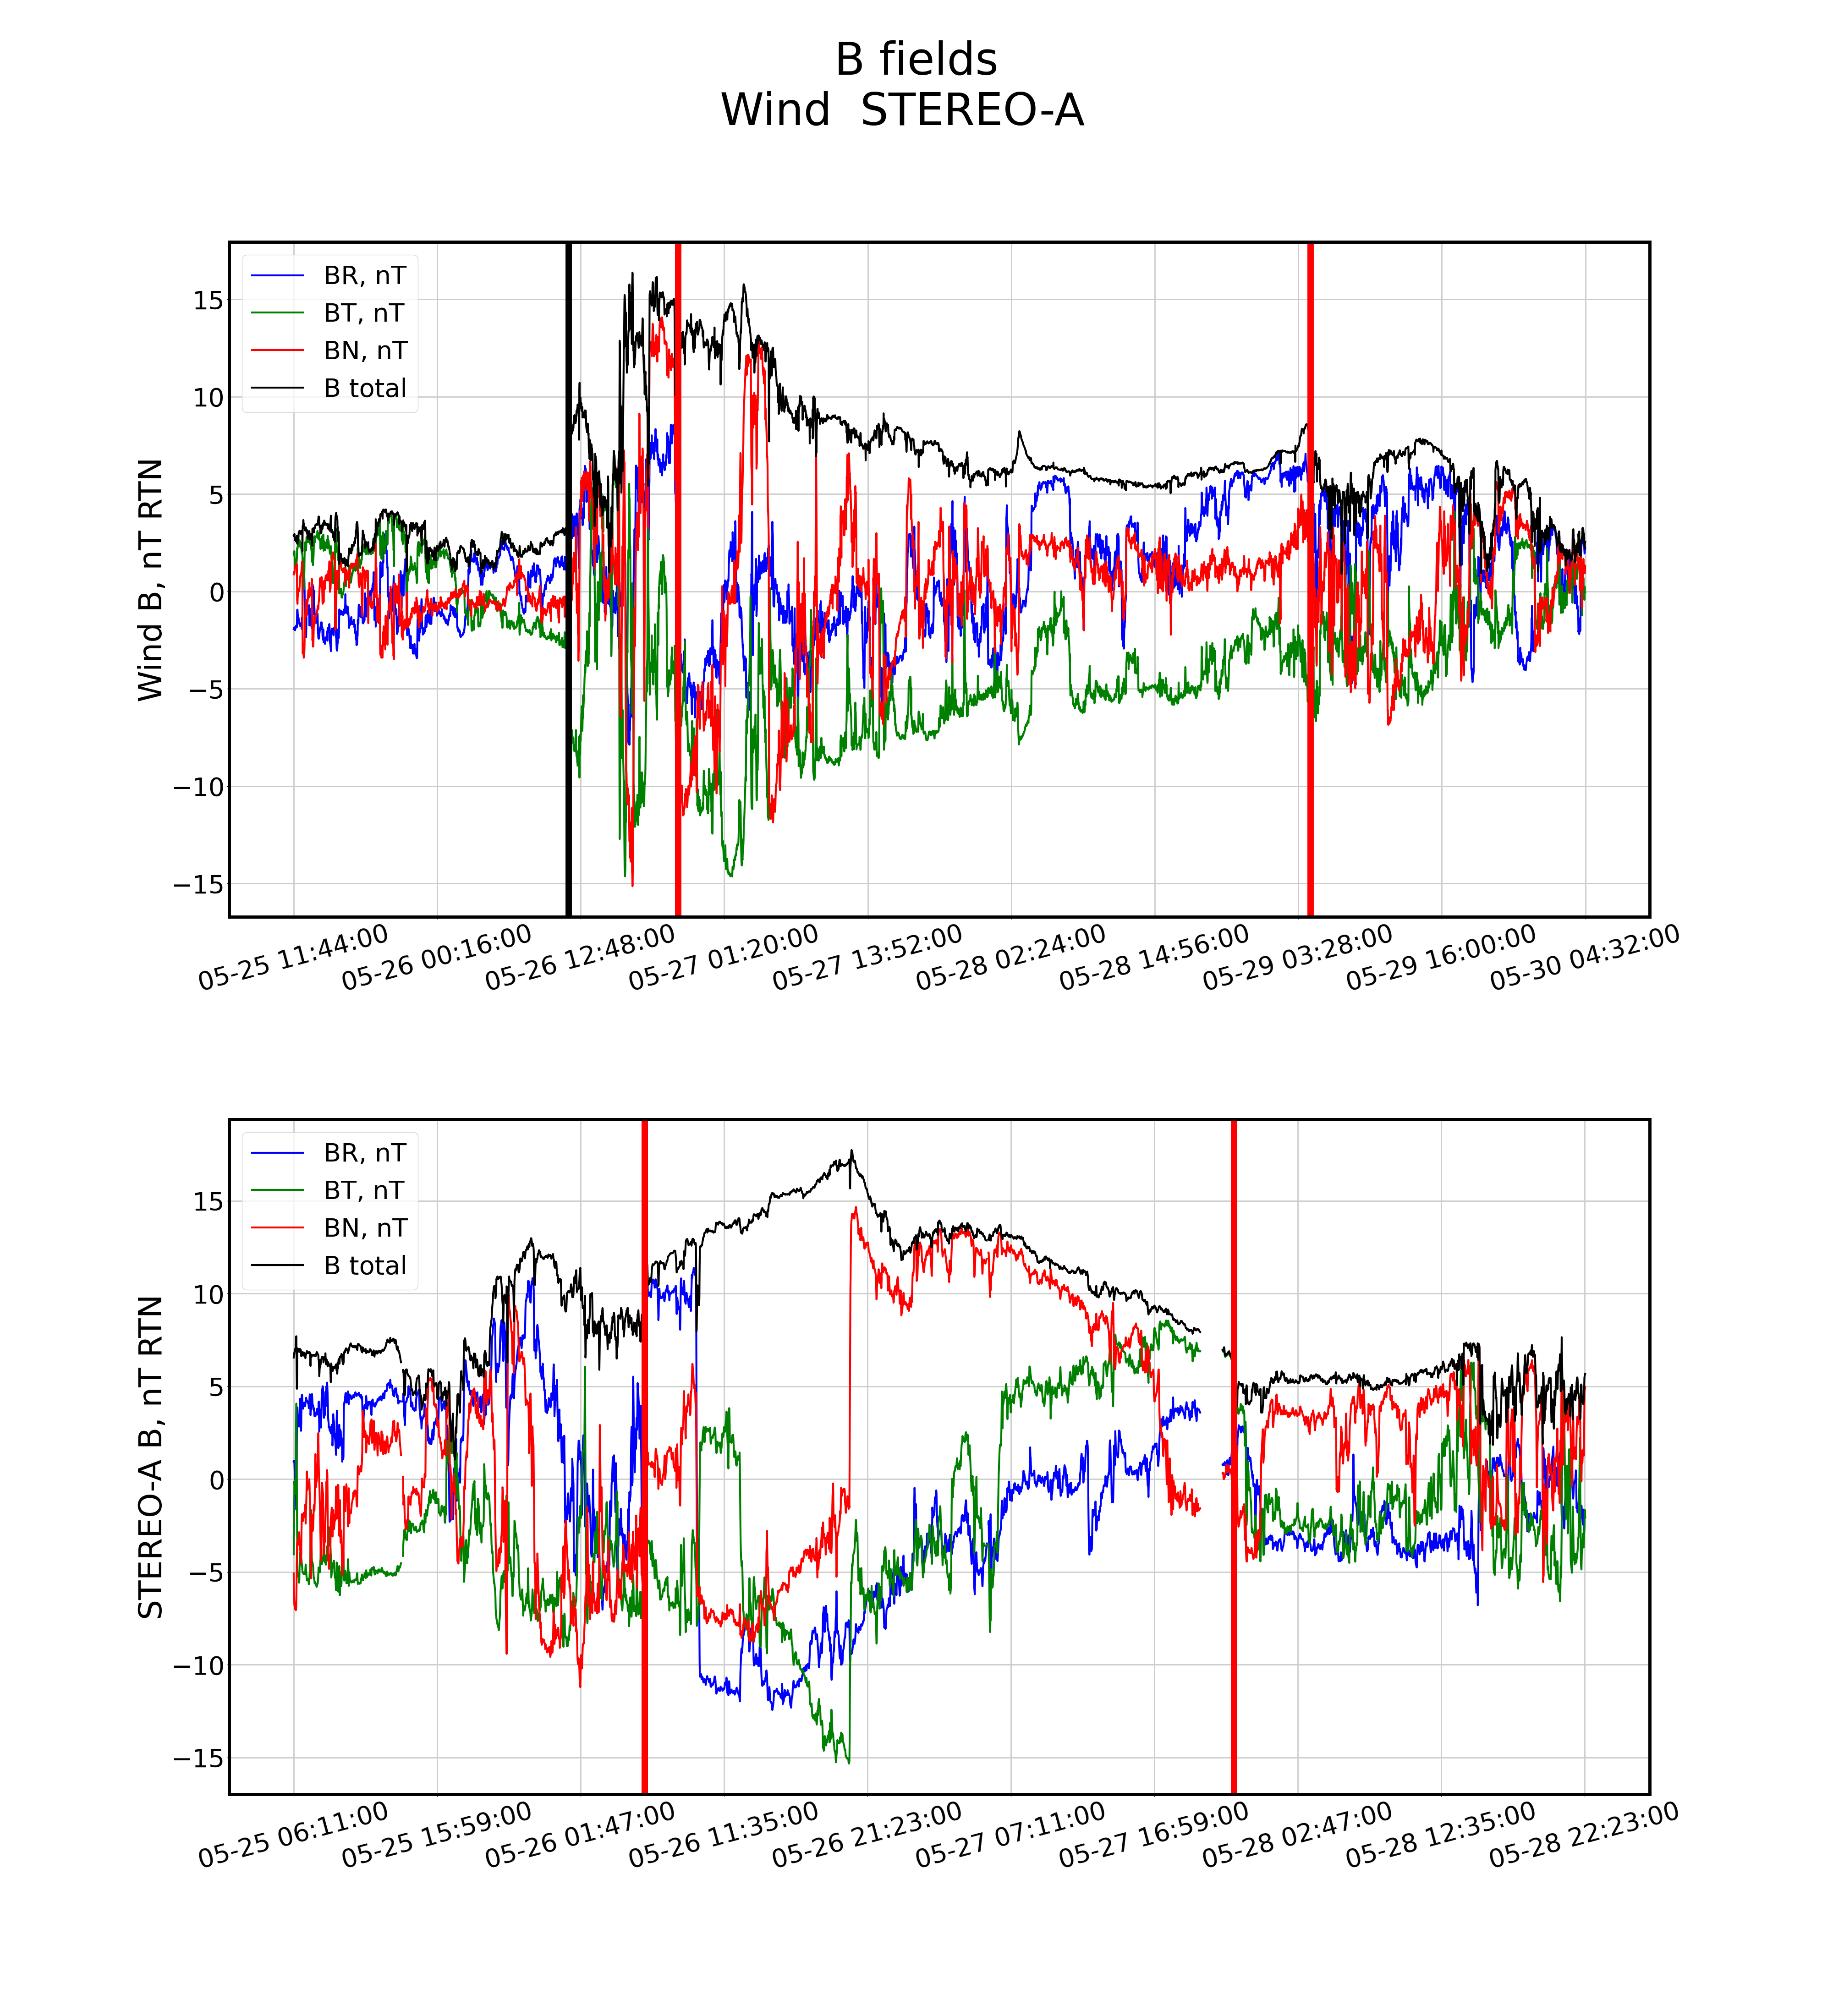 B fields
Wind  STEREO-A
BR, nT
BT, nT
BN, nT
B total
Wind B, nT RTN
15
10
5
0
−5
−10
−15
05-25 11:44:00
05-26 00:16:00
05-26 12:48:00
05-27 01:20:00
05-27 13:52:00
05-28 02:24:00
05-28 14:56:00
05-29 03:28:00
05-29 16:00:00
05-30 04:32:00
BR, nT
BT, nT
BN, nT
B total
STEREO-A B, nT RTN
15
10
5
0
−5
−10
−15
05-25 06:11:00
05-25 15:59:00
05-26 01:47:00
05-26 11:35:00
05-26 21:23:00
05-27 07:11:00
05-27 16:59:00
05-28 02:47:00
05-28 12:35:00
05-28 22:23:00